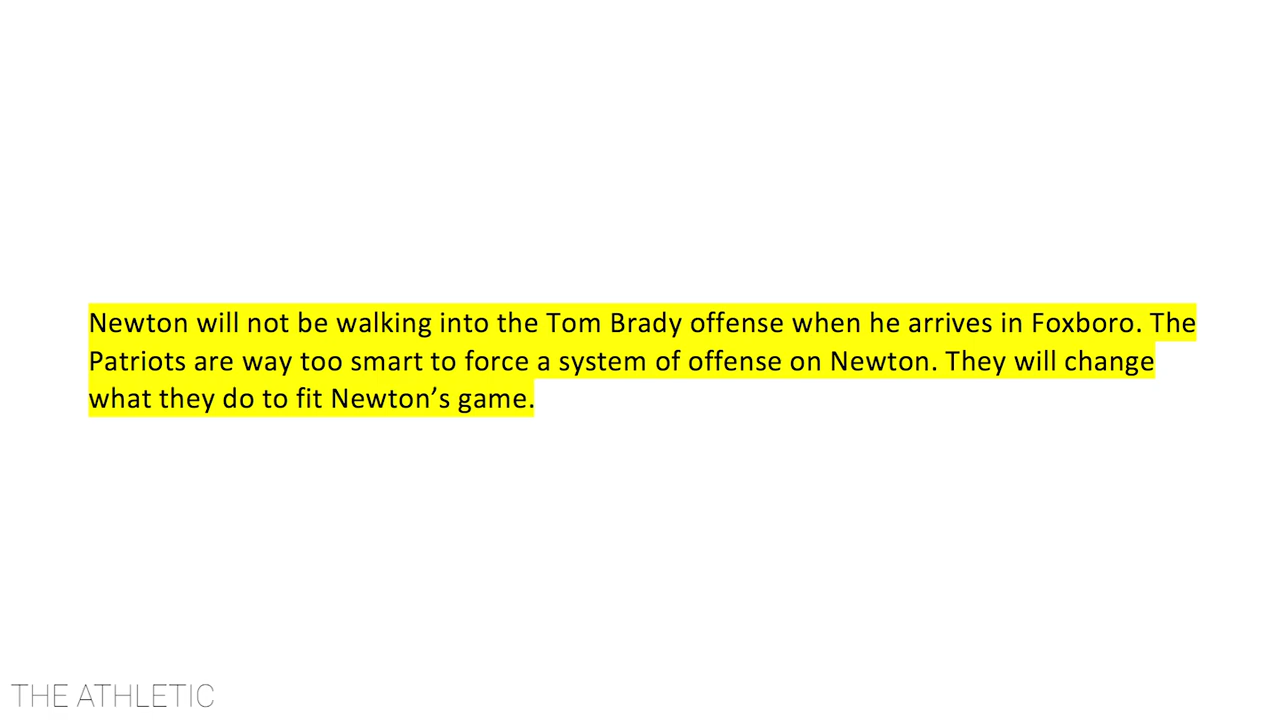 Newton will not be walking into the Tom Brady offense when he arrives in Foxboro. The
Patriots are way too smart to force a system of offense on Newton. They will change
what they do to fit Newton’s game.
THE ATHLETIC